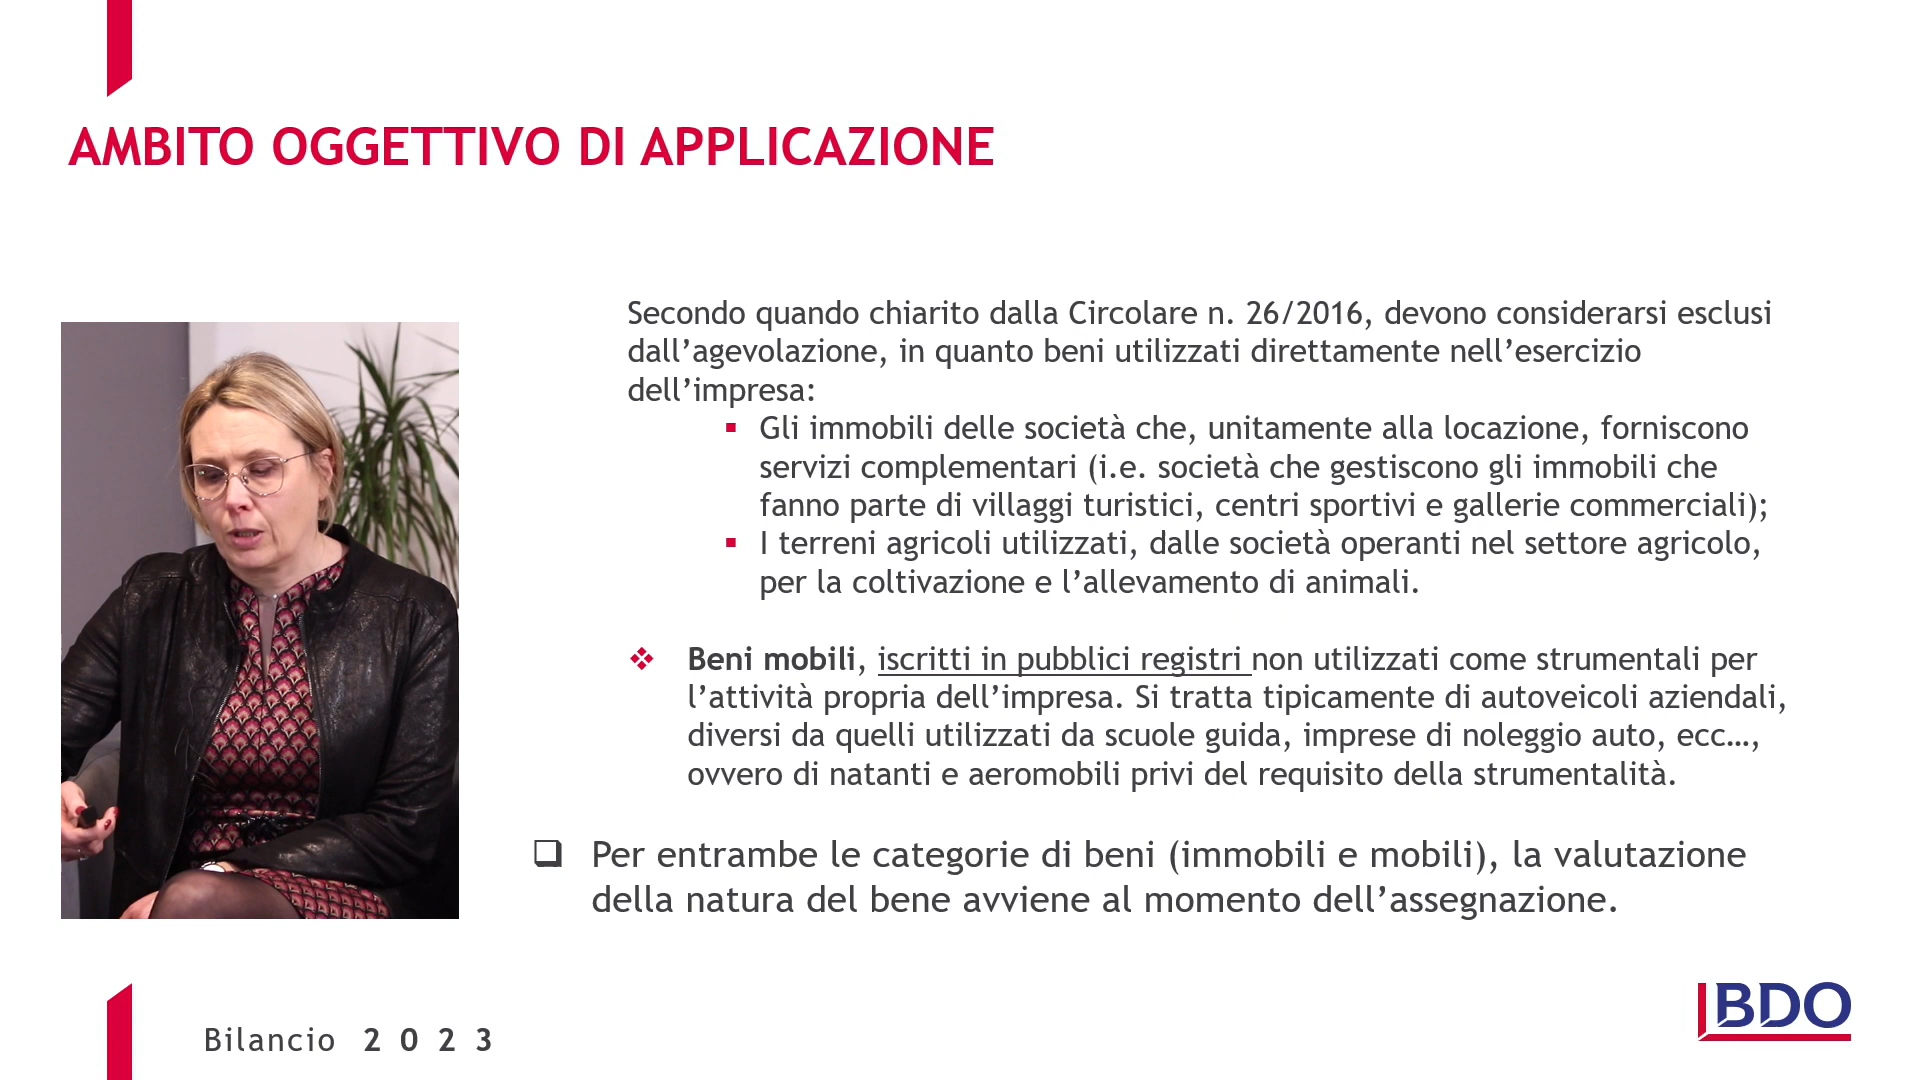 AMBITO OGGETTIVO DI APPLICAZIONE
Secondo quando chiarito dalla Circolare n. 26/2016, devono considerarsi esclusi
dall’agevolazione, in quanto beni utilizzati direttamente nell’esercizio
dell’impresa:
▪ Gli immobili delle società che, unitamente alla locazione, forniscono
servizi complementari (i.e. società che gestiscono gli immobili che
fanno parte di villaggi turistici, centri sportivi e gallerie commerciali);
▪ I terreni agricoli utilizzati, dalle società operanti nel settore agricolo,
per la coltivazione e l’allevamento di animali.
❖ Beni mobili, iscritti in pubblici registri non utilizzati come strumentali per
l’attività propria dell’impresa. Si tratta tipicamente di autoveicoli aziendali,
diversi da quelli utilizzati da scuole guida, imprese di noleggio auto, ecc…,
ovvero di natanti e aeromobili privi del requisito della strumentalità.
❑ Per entrambe le categorie di beni (immobili e mobili), la valutazione
della natura del bene avviene al momento dell’assegnazione.
Bilancio 2 0 2 3
BDO